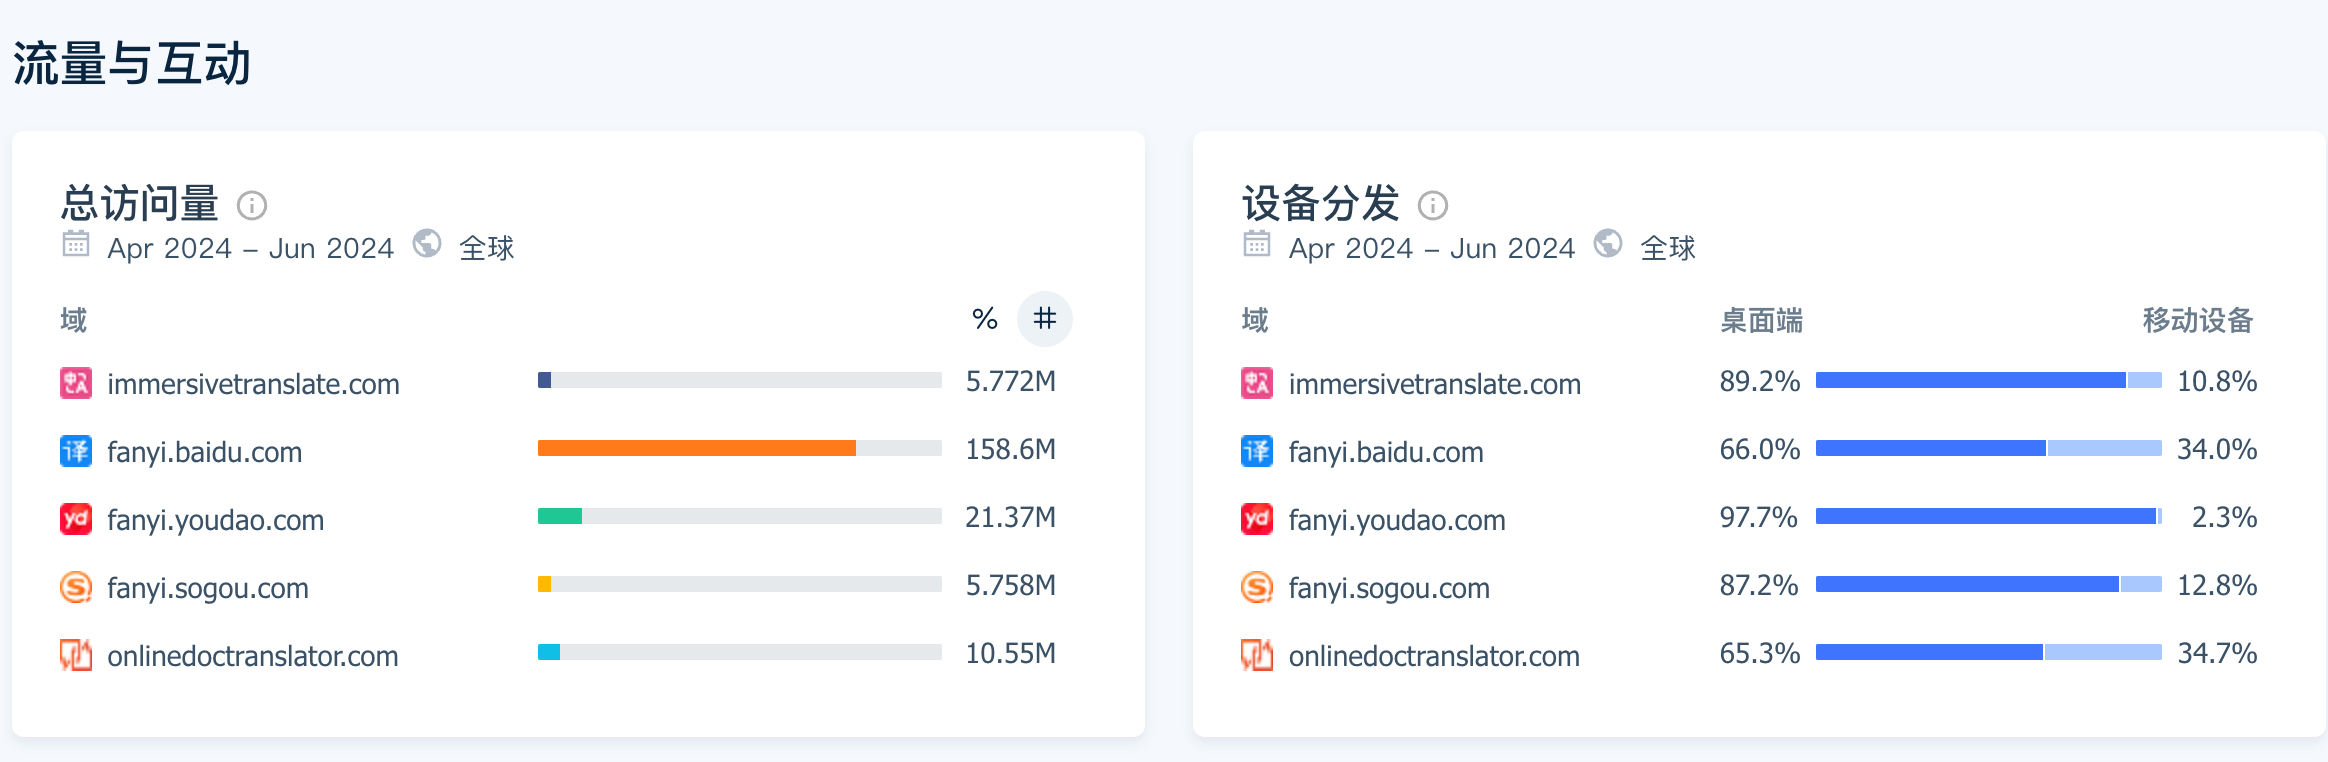 流量与互动
总访问量
Apr 2024 – Jun 2024 全球
域 % #
immersivetranslate.com 5.772M
译 fanyi.baidu.com 158.6M
yd fanyi.youdao.com 21.37M
S fanyi.sogou.com 5.758M
onlinedoctranslator.com 10.55M
设备分发
Apr 2024 – Jun 2024 全球
域 桌面端 移动设备
immersivetranslate.com 89.2% 10.8%
译 fanyi.baidu.com 66.0% 34.0%
yd fanyi.youdao.com 97.7% 2.3%
S fanyi.sogou.com 87.2% 12.8%
onlinedoctranslator.com 65.3% 34.7%